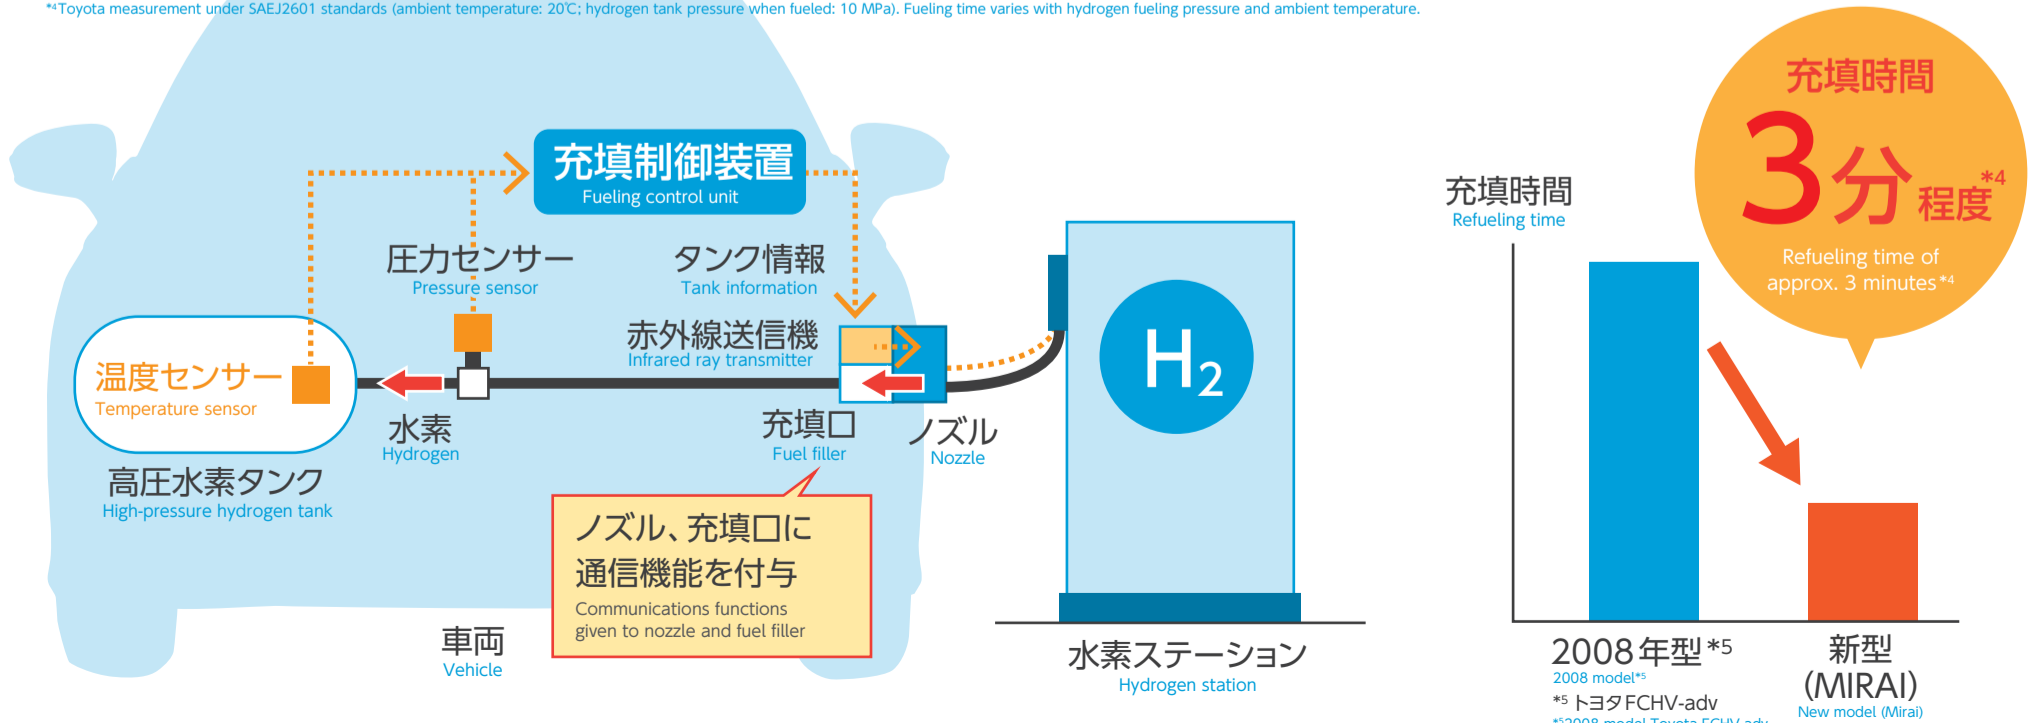 *4Toyota measurement under SAEJ2601 standards (ambient temperature: 20℃; hydrogen tank pressure when fueled: 10 MPa). Fueling time varies with hydrogen fueling pressure and ambient temperature.
充填制御装置
Fueling control unit
圧力センサー
Pressure sensor
タンク情報
Tank information
赤外線送信機
Infrared ray transmitter
温度センサー
Temperature sensor
水素
Hydrogen
充填口
Fuel filler
ノズル
Nozzle
高圧水素タンク
High-pressure hydrogen tank
ノズル、充填口に
通信機能を付与
Communications functions
given to nozzle and fuel filler
車両
Vehicle
H2
水素ステーション
Hydrogen station
充填時間
Refueling time
充填時間
3分程度*4
Refueling time of
approx. 3 minutes*4
2008年型*5
2008 model*5
*5 トヨタFCHV-adv
*52008 model Toyota FCHV-adv
新型
(MIRAI)
New model (Mirai)